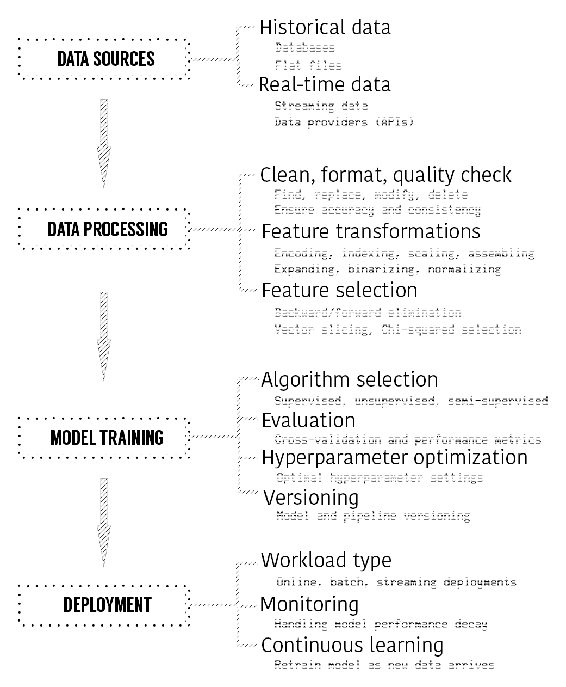 DATA SOURCES
Historical data
Databases
Flat files
Real-time data
Streaming data
Data providers (APIs)
DATA PROCESSING
Clean, format, quality check
Find, replace, modify, delete
Ensure accuracy and consistency
Feature transformations
Encoding, indexing, scaling, assembling
Expanding, binarizing, normalizing
Feature selection
Backward/forward elimination
Vector slicing, Chi-squared selection
MODEL TRAINING
Algorithm selection
Supervised, unsupervised, semi-supervised
Evaluation
Cross-validation and performance metrics
Hyperparameter optimization
Optimal hyperparameter settings
Versioning
Model and pipeline versioning
DEPLOYMENT
Workload type
Online, batch, streaming deployments
Monitoring
Handling model performance decay
Continuous learning
Retrain model as new data arrives